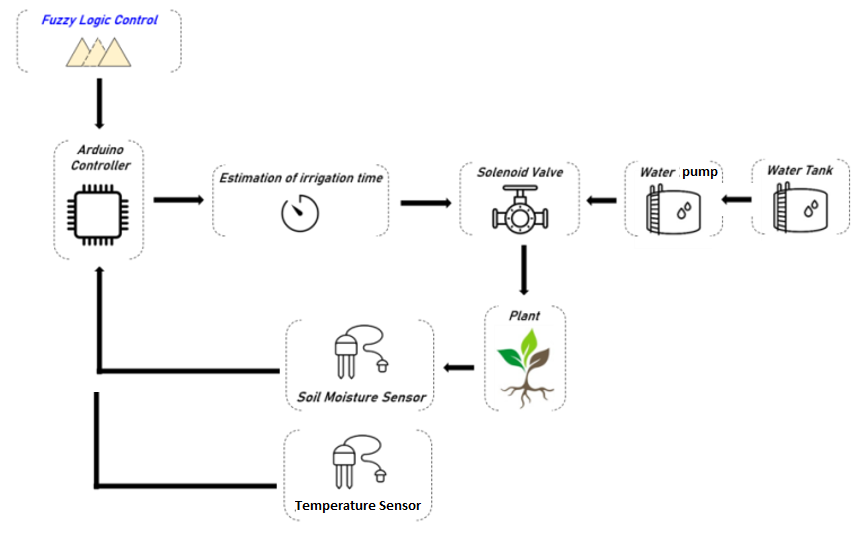 Fuzzy Logic Control
Arduino
Controller
Estimation of irrigation time
Solenoid Valve
Water pump
Water Tank
Plant
Soil Moisture Sensor
Temperature Sensor